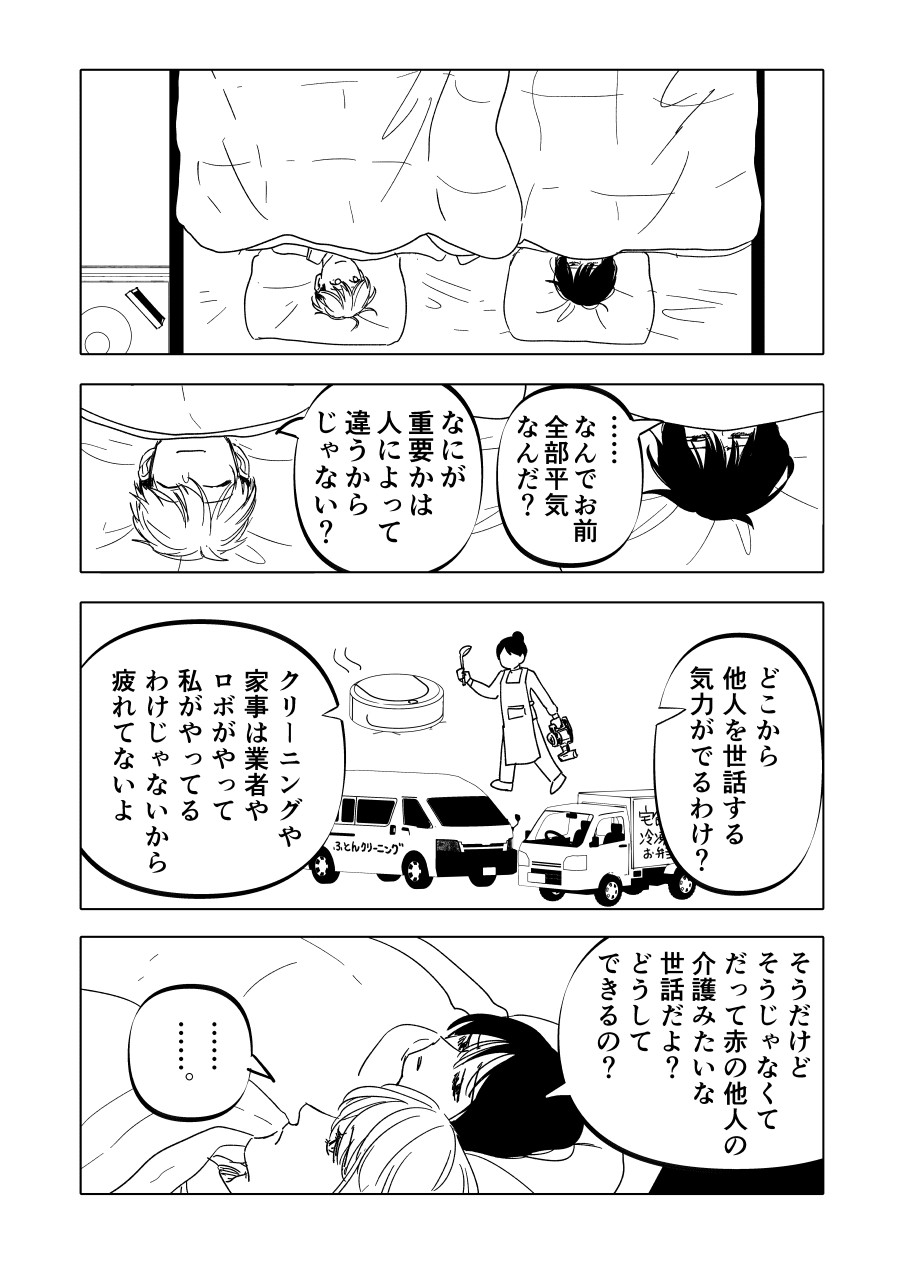 ……
なんでお前
全部平気
なんだ?
なにが
重要かは
人によって
違うから
じゃない?
どこから
他人を世話する
気力がでるわけ?
クリーニングや
家事は業者や
ロボがやって
私がやってる
わけじゃないから
疲れてないよ
ふとんクリーニング
宅
冷凍
お弁
そうだけど
そうじゃなくて
だって赤の他人の
介護みたいな
世話だよ?
どうして
できるの?
……
……。